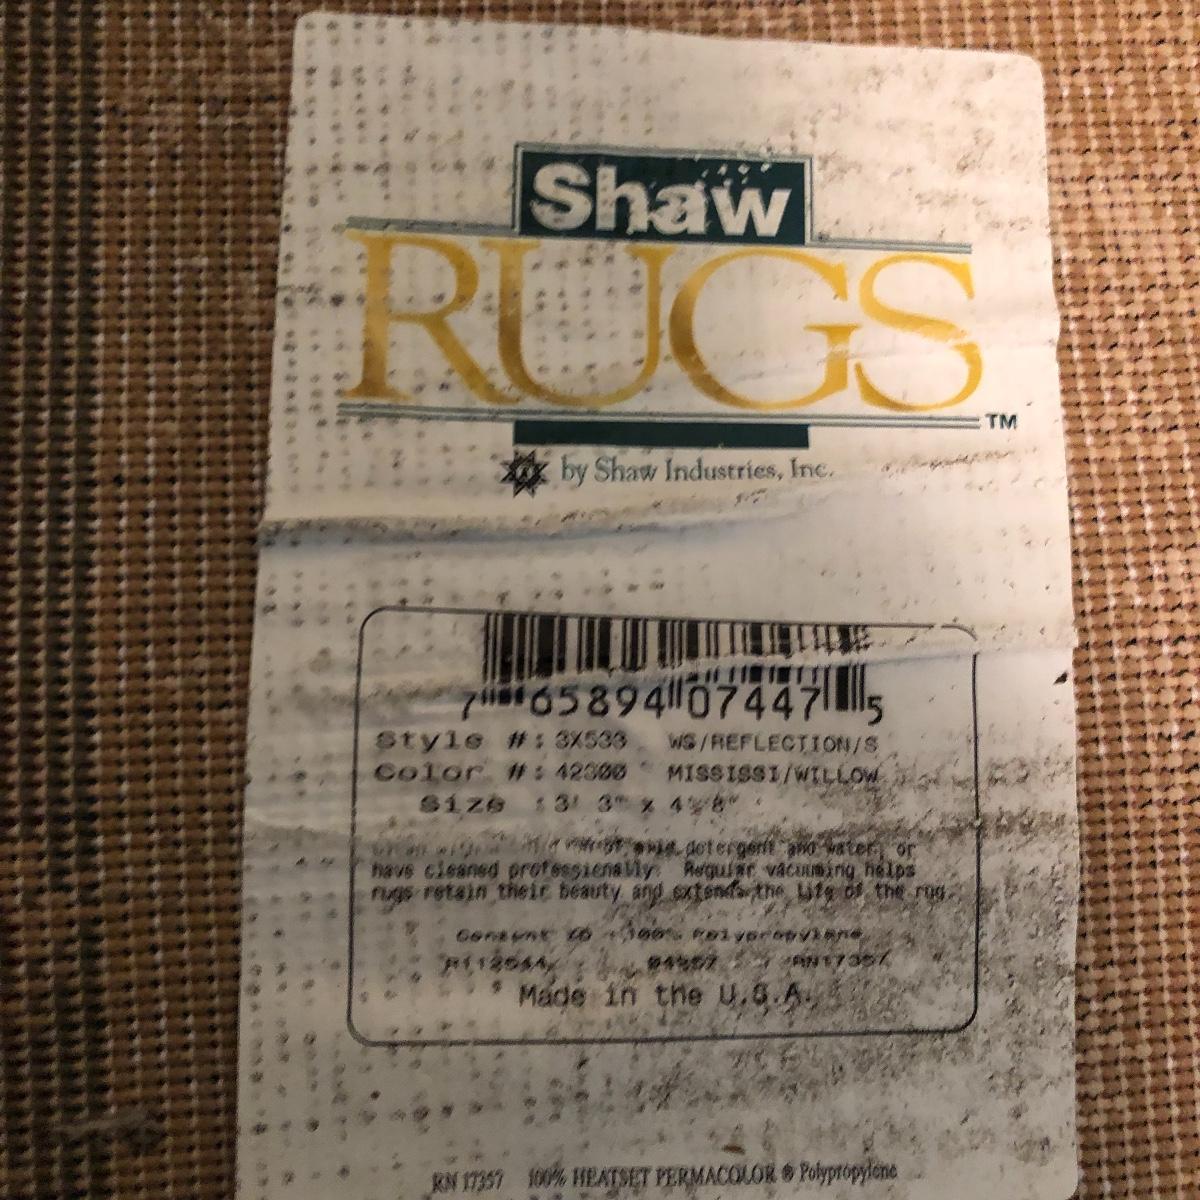 Shaw
RUGS ™
by Shaw Industries, Inc.
7 65894 07447 5
Style #: 3X533 WS/REFLECTION/S
Color #: 42300 MISSISSI/WILLOW
Size : 3' 3" x 4' 8"
detergent and water, or
have cleaned professionally. Regular vacuuming helps
rugs retain their beauty and extends the life of the rug.
Content 100% Polypropylene
RN17357
Made in the U.S.A.
RN 17357 100% HEATSET PERMACOLOR ® Polypropylene